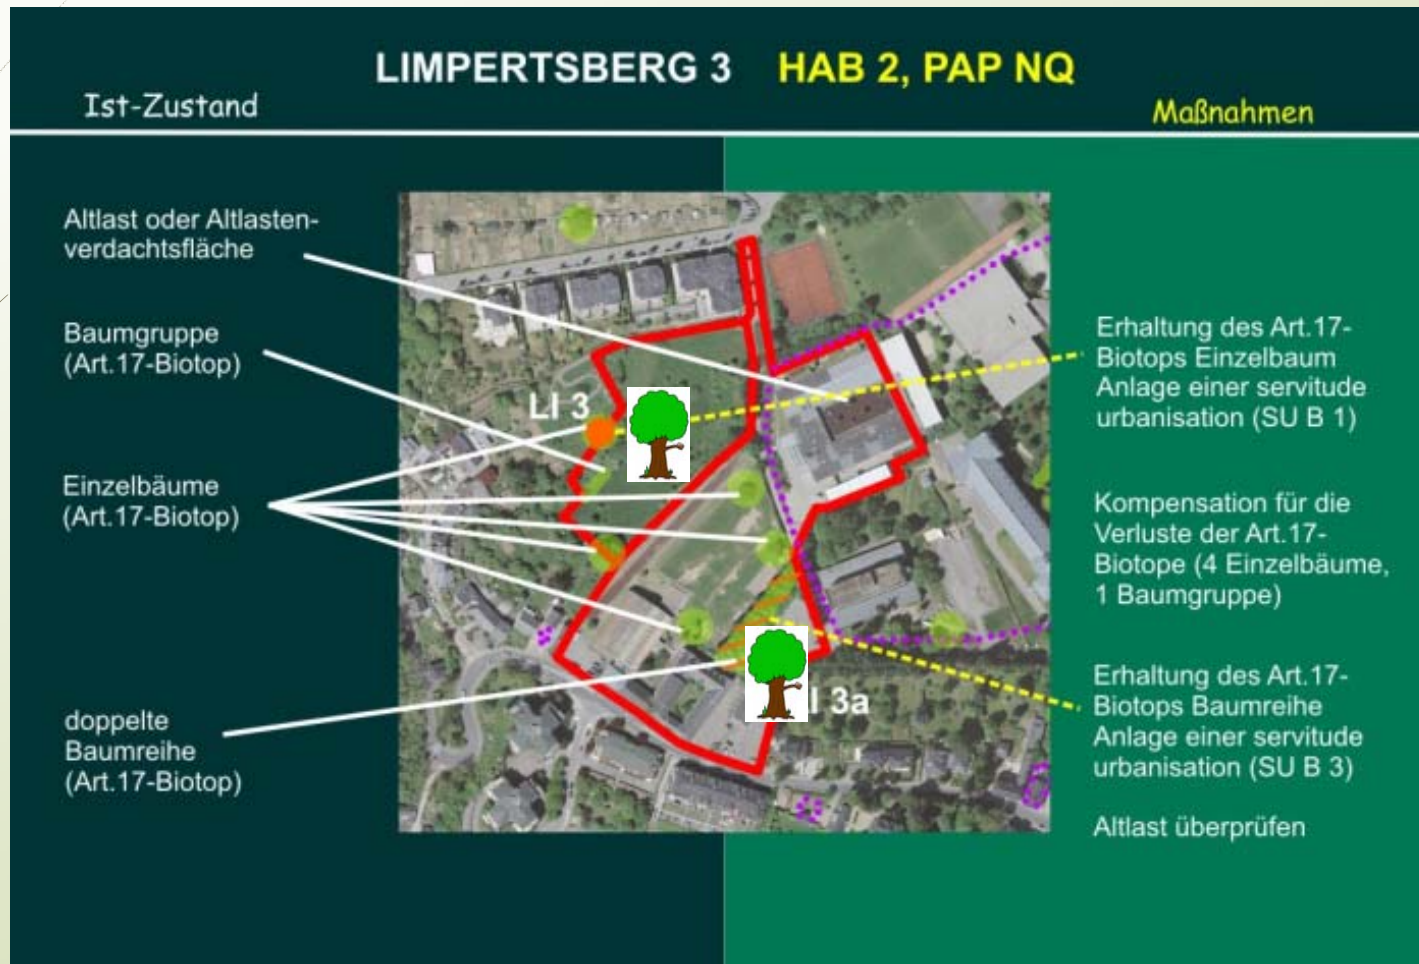 LIMPERTSBERG 3 HAB 2, PAP NQ
Ist-Zustand
Maßnahmen
Altlast oder Altlasten-
verdachtsfläche
Baumgruppe
(Art.17-Biotop)
Einzelbäume
(Art.17-Biotop)
doppelte
Baumreihe
(Art.17-Biotop)
LI 3
I 3a
Erhaltung des Art.17-
Biotops Einzelbaum
Anlage einer servitude
urbanisation (SU B 1)
Kompensation für die
Verluste der Art.17-
Biotope (4 Einzelbäume,
1 Baumgruppe)
Erhaltung des Art.17-
Biotops Baumreihe
Anlage einer servitude
urbanisation (SU B 3)
Altlast überprüfen